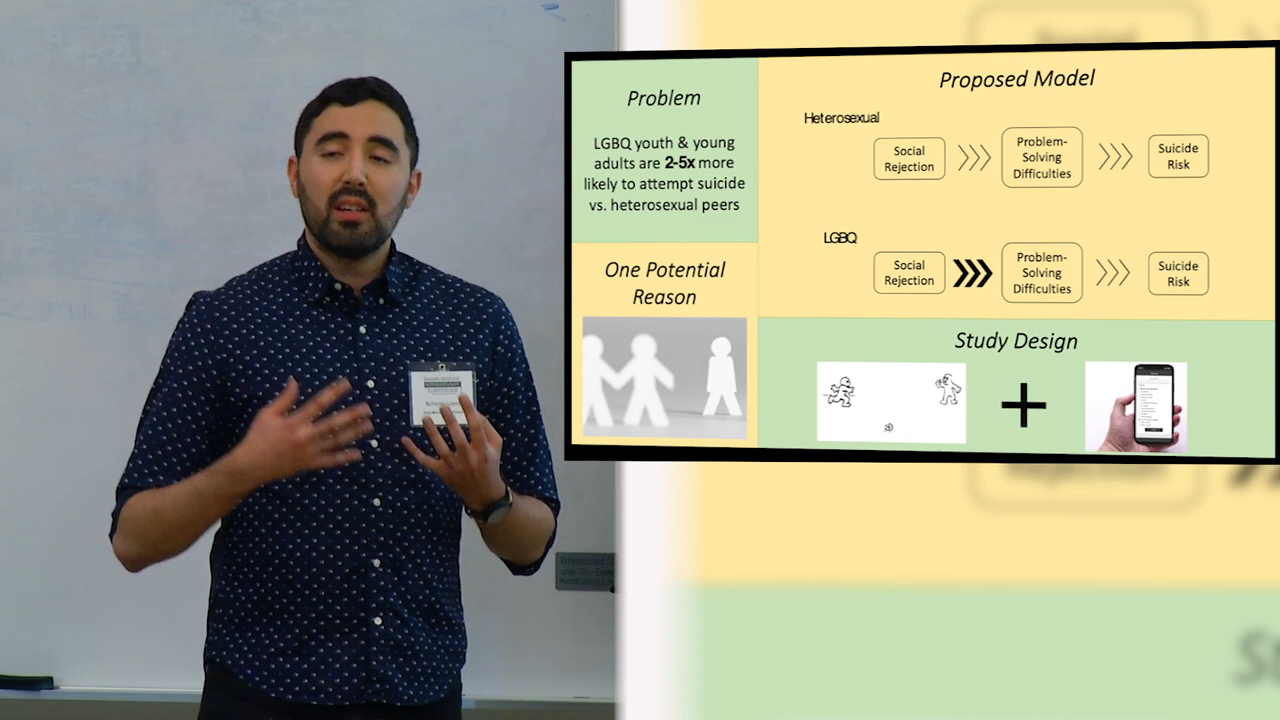 Problem
LGBQ youth & young
adults are 2-5x more
likely to attempt suicide
vs. heterosexual peers
One Potential
Reason
Proposed Model
Heterosexual
Social
Rejection
Problem-
Solving
Difficulties
Suicide
Risk
LGBQ
Social
Rejection
Problem-
Solving
Difficulties
Suicide
Risk
Study Design
+